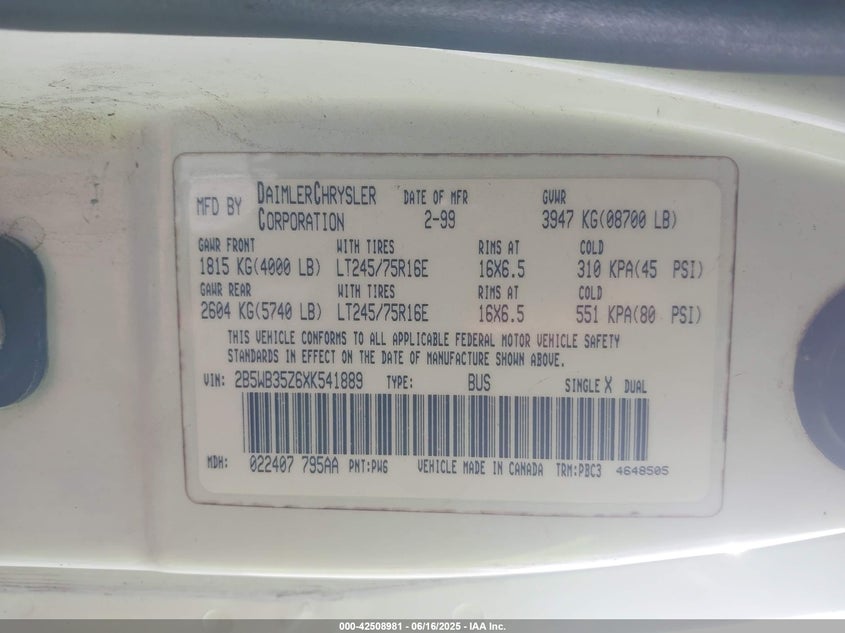 MFD BY DAIMLERCHRYSLER CORPORATION DATE OF MFR 2-99 GVWR 3947 KG(08700 LB)
GAWR FRONT WITH TIRES RIMS AT COLD
1815 KG(4000 LB) LT245/75R16E 16X6.5 310 KPA(45 PSI)
GAWR REAR WITH TIRES RIMS AT COLD
2604 KG(5740 LB) LT245/75R16E 16X6.5 551 KPA(80 PSI)
THIS VEHICLE CONFORMS TO ALL APPLICABLE FEDERAL MOTOR VEHICLE SAFETY
STANDARDS IN EFFECT ON THE DATE OF MANUFACTURE SHOWN ABOVE.
VIN: 2B5WB35Z6XK541889 TYPE: BUS SINGLE X DUAL
MDH: 022407 795AA PNT:PW6 VEHICLE MADE IN CANADA TRM:PBC3 4648505
000-42508981 - 06/16/2025 - IAA Inc.